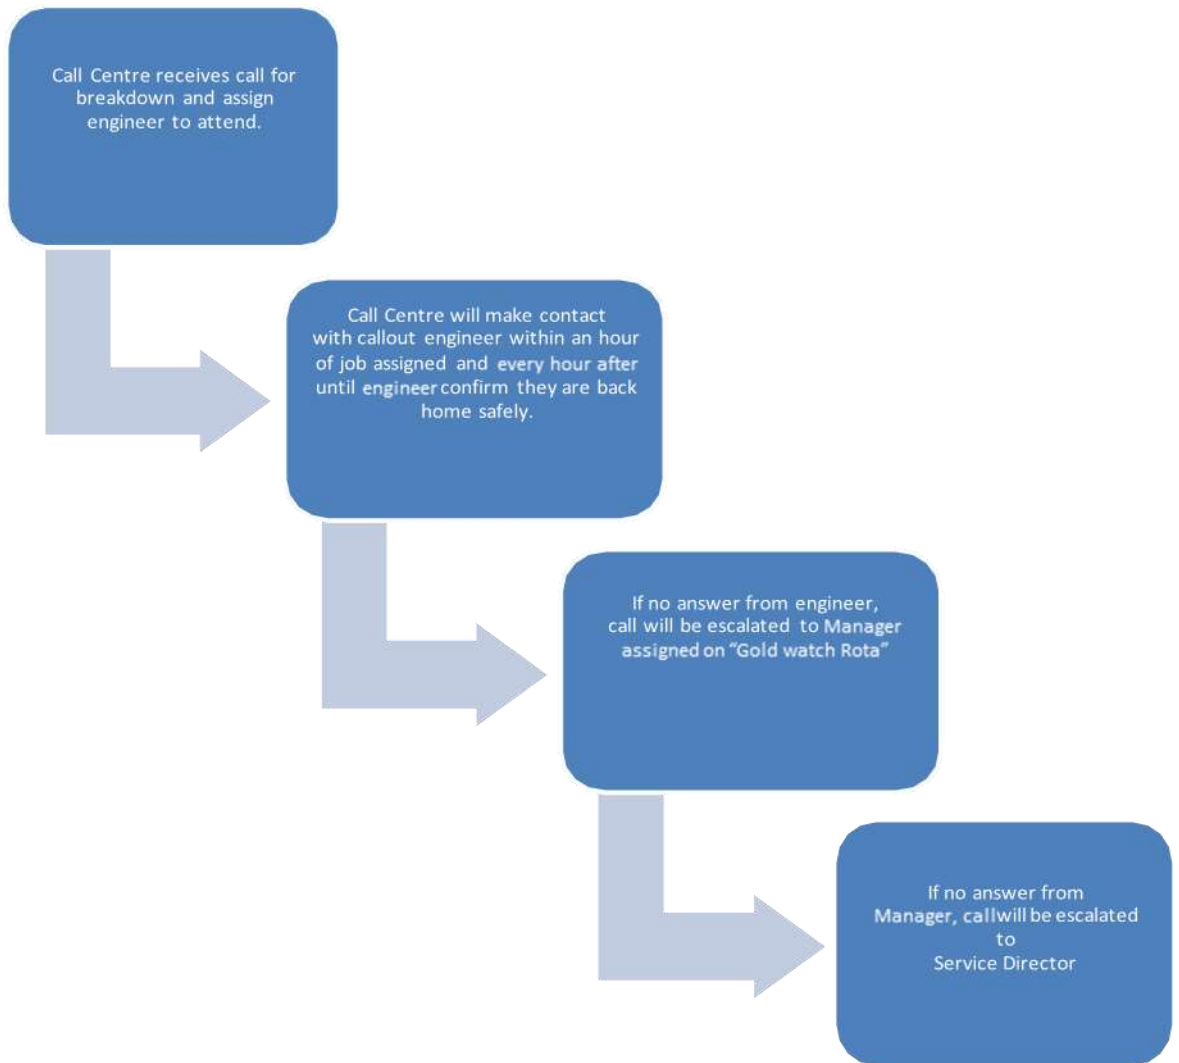 Call Centre receives call for
breakdown and assign
engineer to attend.
Call Centre will make contact
with callout engineer within an hour
of job assigned and every hour after
until engineer confirm they are back
home safely.
If no answer from engineer,
call will be escalated to Manager
assigned on “Gold watch Rota”
If no answer from
Manager, call will be escalated
to
Service Director